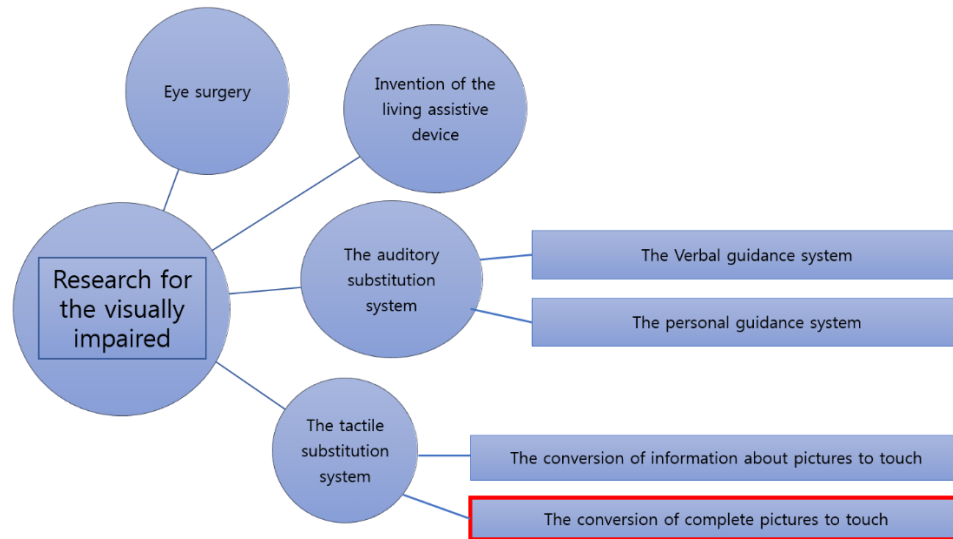 Eye surgery
Invention of the
living assistive
device
Research for
the visually
impaired
The auditory
substitution
system
The Verbal guidance system
The personal guidance system
The tactile
substitution
system
The conversion of information about pictures to touch
The conversion of complete pictures to touch